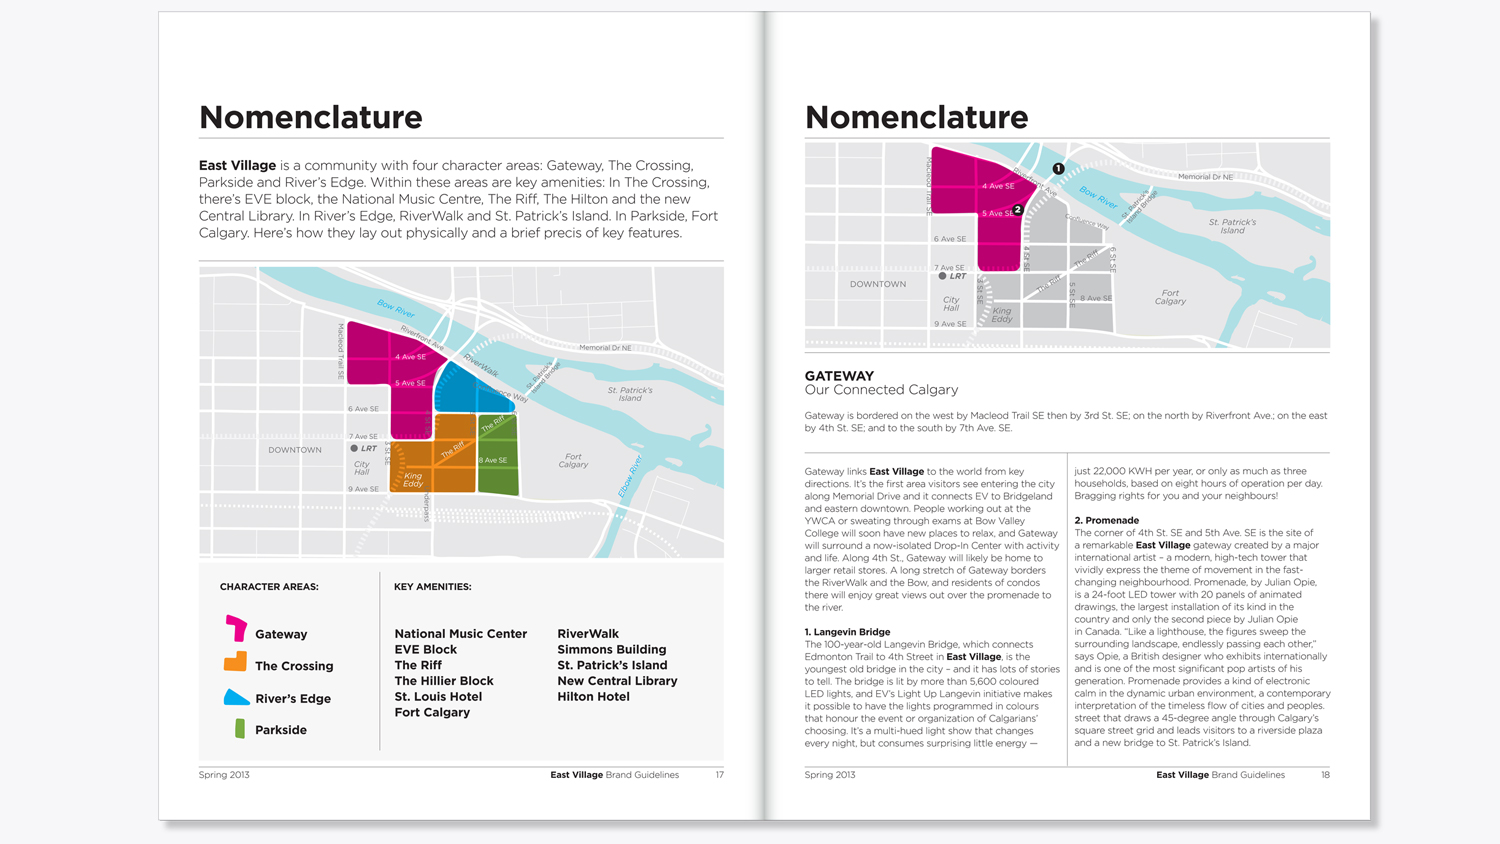 Nomenclature
East Village is a community with four character areas: Gateway, The Crossing,
Parkside and River's Edge. Within these areas are key amenities: In The Crossing,
there's EVE block, the National Music Centre, The Riff, The Hilton and the new
Central Library. In River's Edge, RiverWalk and St. Patrick's Island. In Parkside, Fort
Calgary. Here's how they lay out physically and a brief precis of key features.
Bow River
Macleod Trail SE
Riverfront Ave
4 Ave SE
5 Ave SE
6 Ave SE
7 Ave SE
LRT
DOWNTOWN
City
Hall
9 Ave SE
3 St SE
King
Eddy
The Riff
The Riff
8 Ave SE
RiverWalk
Memorial Dr NE
St. Patrick's
Island Bridge
St. Patrick's
Island
Fort
Calgary
Elbow River
CHARACTER AREAS:
Gateway
The Crossing
River's Edge
Parkside
KEY AMENITIES:
National Music Center
EVE Block
The Riff
The Hillier Block
St. Louis Hotel
Fort Calgary
RiverWalk
Simmons Building
St. Patrick's Island
New Central Library
Hilton Hotel
Spring 2013
East Village Brand Guidelines
17
Nomenclature
Macleod Trail SE
Riverfront Ave
4 Ave SE
5 Ave SE
1
2
Bow River
Memorial Dr NE
St. Patrick's
Island Bridge
St. Patrick's
Island
Confluence Way
6 Ave SE
7 Ave SE
LRT
DOWNTOWN
City
Hall
9 Ave SE
3 St SE
King
Eddy
4 St SE
The Riff
The Riff
5 St SE
6 St SE
8 Ave SE
Fort
Calgary
GATEWAY
Our Connected Calgary
Gateway is bordered on the west by Macleod Trail SE then by 3rd St. SE; on the north by Riverfront Ave.; on the east
by 4th St. SE; and to the south by 7th Ave. SE.
Gateway links East Village to the world from key
directions. It's the first area visitors see entering the city
along Memorial Drive and it connects EV to Bridgeland
and eastern downtown. People working out at the
YWCA or sweating through exams at Bow Valley
College will soon have new places to relax, and Gateway
will surround a now-isolated Drop-In Center with activity
and life. Along 4th St., Gateway will likely be home to
larger retail stores. A long stretch of Gateway borders
the RiverWalk and the Bow, and residents of condos
there will enjoy great views out over the promenade to
the river.
1. Langevin Bridge
The 100-year-old Langevin Bridge, which connects
Edmonton Trail to 4th Street in East Village, is the
youngest old bridge in the city – and it has lots of stories
to tell. The bridge is lit by more than 5,600 coloured
LED lights, and EV's Light Up Langevin initiative makes
it possible to have the lights programmed in colours
that honour the event or organization of Calgarians'
choosing. It's a multi-hued light show that changes
every night, but consumes surprising little energy —
just 22,000 KWH per year, or only as much as three
households, based on eight hours of operation per day.
Bragging rights for you and your neighbours!
2. Promenade
The corner of 4th St. SE and 5th Ave. SE is the site of
a remarkable East Village gateway created by a major
international artist – a modern, high-tech tower that
vividly express the theme of movement in the fast-
changing neighbourhood. Promenade, by Julian Opie,
is a 24-foot LED tower with 20 panels of animated
drawings, the largest installation of its kind in the
country and only the second piece by Julian Opie
in Canada. "Like a lighthouse, the figures sweep the
surrounding landscape, endlessly passing each other,"
says Opie, a British designer who exhibits internationally
and is one of the most significant pop artists of his
generation. Promenade provides a kind of electronic
calm in the dynamic urban environment, a contemporary
interpretation of the timeless flow of cities and peoples.
street that draws a 45-degree angle through Calgary's
square street grid and leads visitors to a riverside plaza
and a new bridge to St. Patrick's Island.
Spring 2013
East Village Brand Guidelines
18